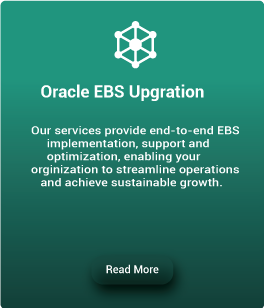 Oracle EBS Upgration
Our services provide end-to-end EBS
implementation, support and
optimization, enabling your
orginization to streamline operations
and achieve sustainable growth.
Read More